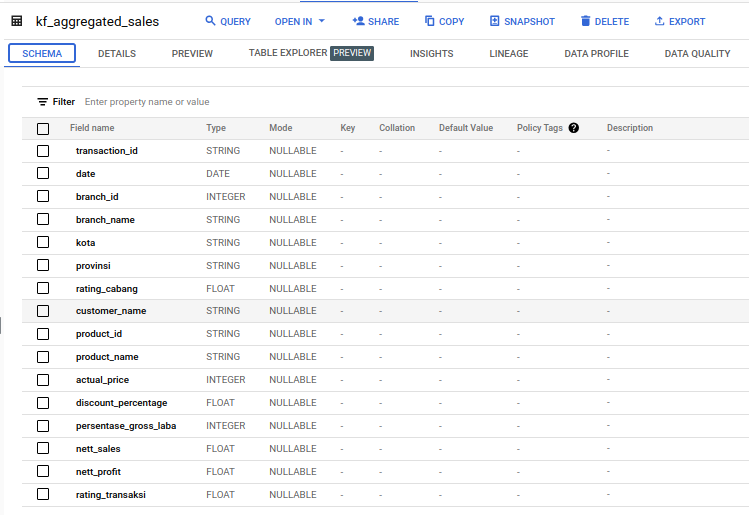 kf_aggregated_sales QUERY OPEN IN SHARE COPY SNAPSHOT DELETE EXPORT
SCHEMA DETAILS PREVIEW TABLE EXPLORER PREVIEW INSIGHTS LINEAGE DATA PROFILE DATA QUALITY
Filter Enter property name or value
Field name Type Mode Key Collation Default Value Policy Tags ? Description
transaction_id STRING NULLABLE - - - - -
date DATE NULLABLE - - - - -
branch_id INTEGER NULLABLE - - - - -
branch_name STRING NULLABLE - - - - -
kota STRING NULLABLE - - - - -
provinsi STRING NULLABLE - - - - -
rating_cabang FLOAT NULLABLE - - - - -
customer_name STRING NULLABLE - - - - -
product_id STRING NULLABLE - - - - -
product_name STRING NULLABLE - - - - -
actual_price INTEGER NULLABLE - - - - -
discount_percentage FLOAT NULLABLE - - - - -
persentase_gross_laba INTEGER NULLABLE - - - - -
nett_sales FLOAT NULLABLE - - - - -
nett_profit FLOAT NULLABLE - - - - -
rating_transaksi FLOAT NULLABLE - - - - -